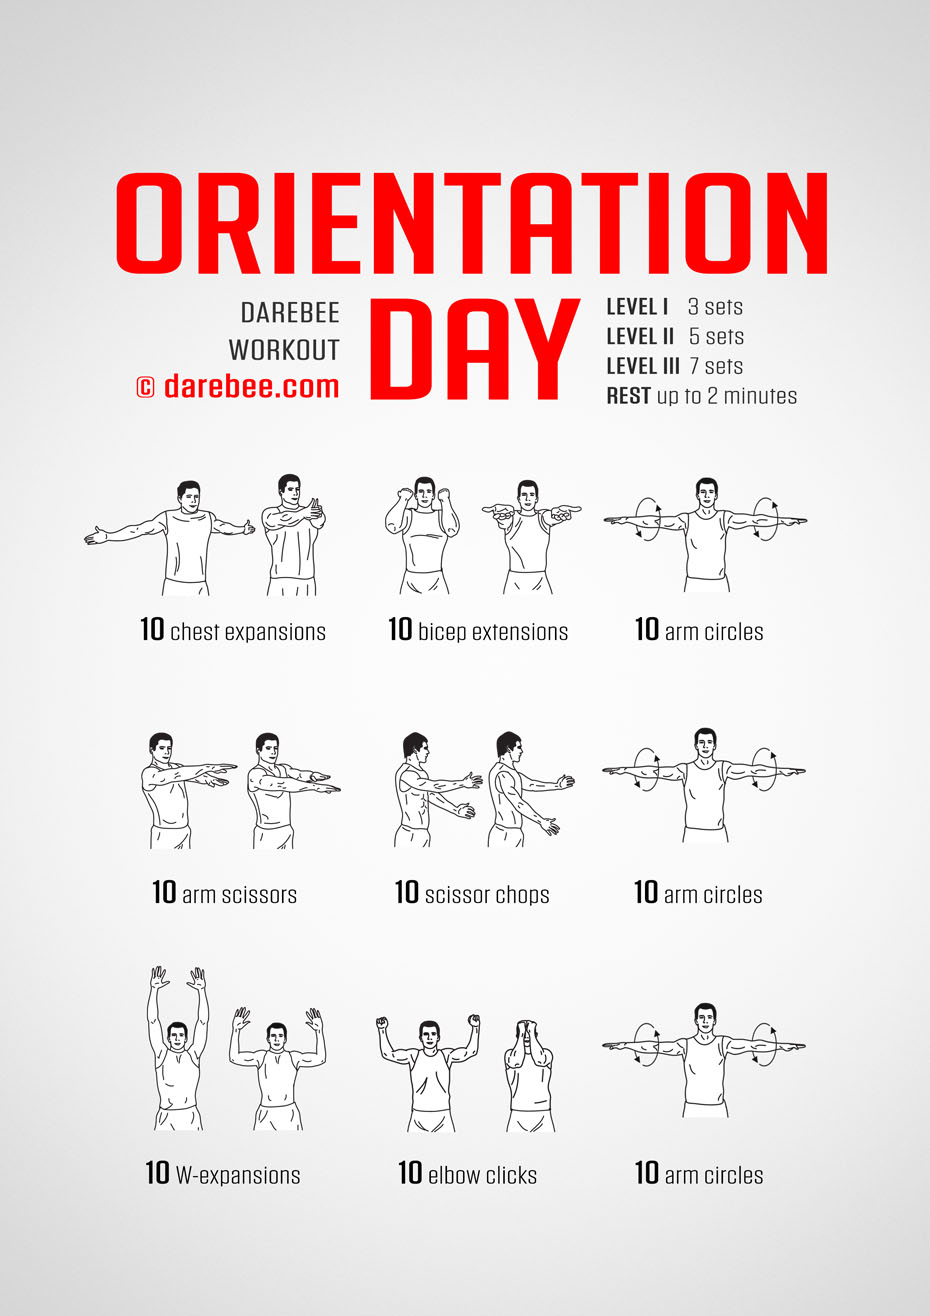 ORIENTATION
DAY
DAREBEE
WORKOUT
© darebee.com
LEVEL I 3 sets
LEVEL II 5 sets
LEVEL III 7 sets
REST up to 2 minutes
10 chest expansions
10 bicep extensions
10 arm circles
10 arm scissors
10 scissor chops
10 arm circles
10 W-expansions
10 elbow clicks
10 arm circles